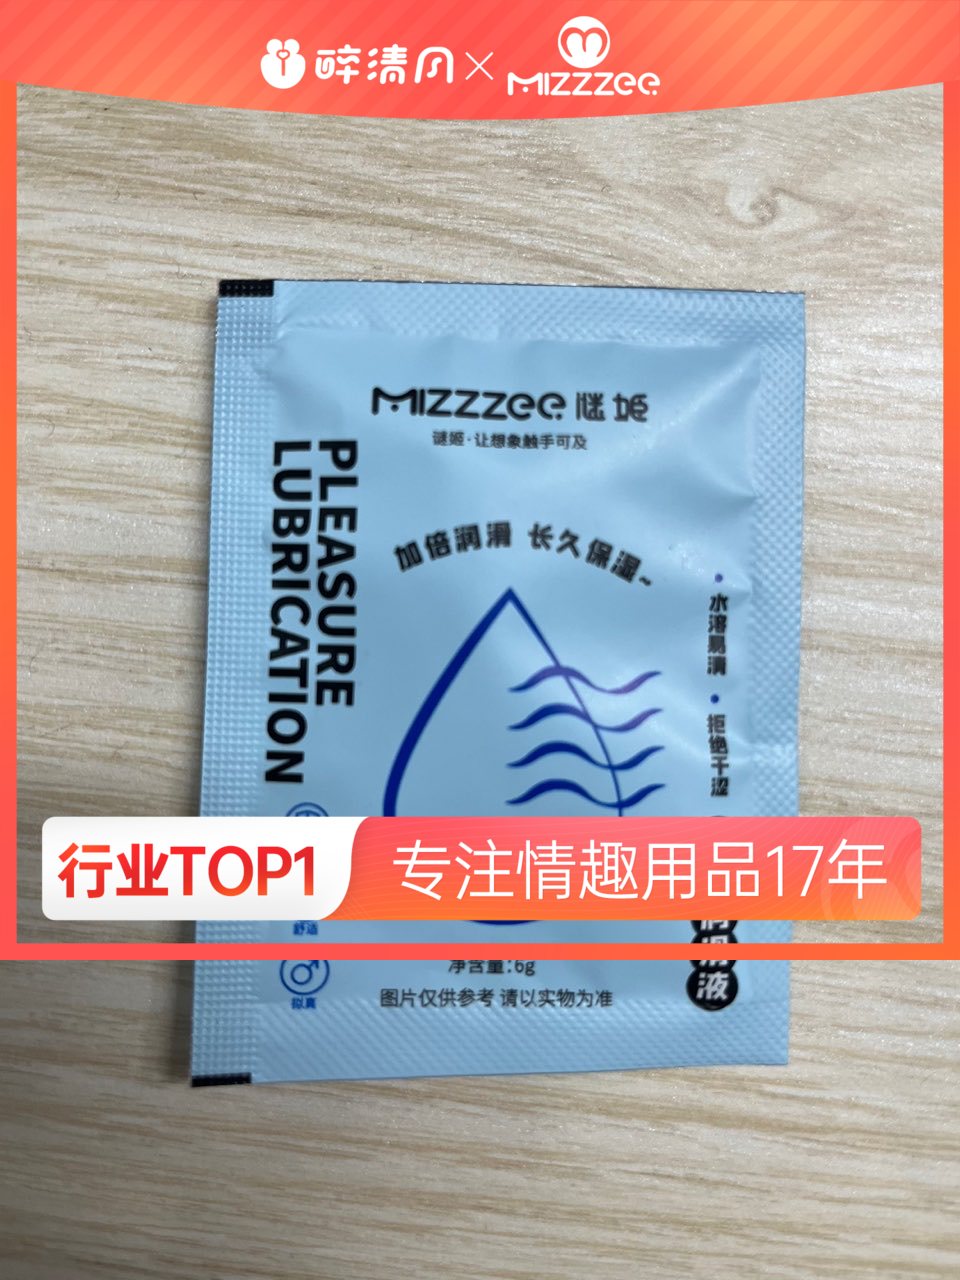 醉清风×MIZZZEE
MIZZZEE 谜姬
谜姬·让想象触手可及
PLEASURE
LUBRICATION
加倍润滑 长久保湿~
·水溶易清 ·拒绝干涩
行业TOP1
专注情趣用品17年
舒适
拟真
润滑液
净含量:6g
图片仅供参考 请以实物为准